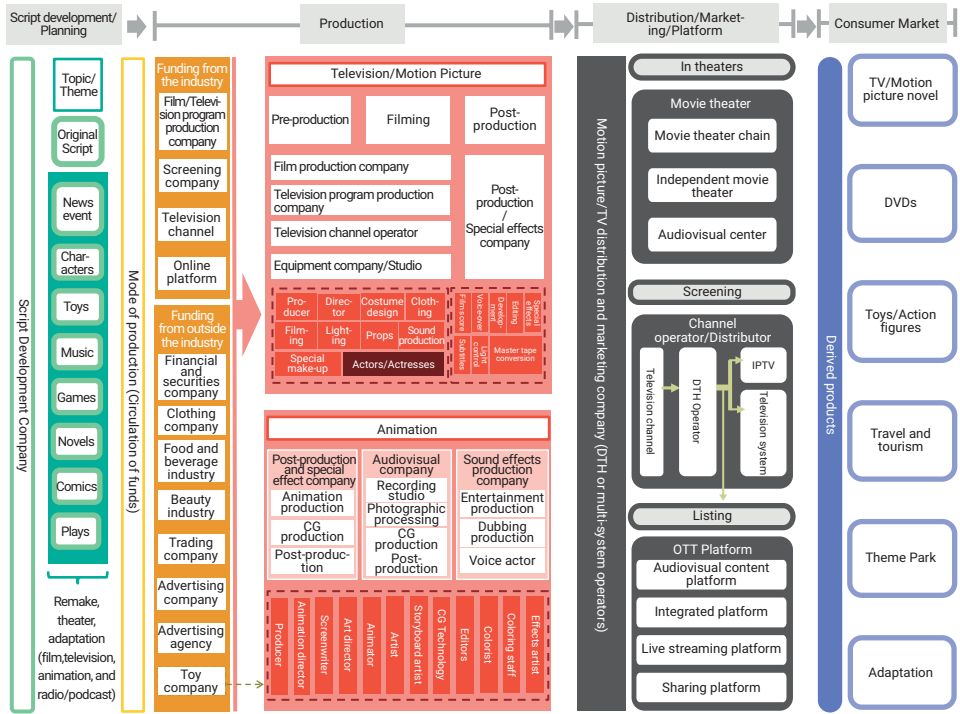 Script development/
Planning
Production
Distribution/Market-
ing/Platform
Consumer Market
Script Development Company
Topic/
Theme
Original
Script
News
event
Char-
acters
Toys
Music
Games
Novels
Comics
Plays
Remake,
theater,
adaptation
(film,television,
animation, and
radio/podcast)
Mode of production (Circulation of funds)
Funding from
the industry
Film/Televi-
sion program
production
company
Screening
company
Television
channel
Online
platform
Funding
from outside
the industry
Financial
and
securities
company
Clothing
company
Food and
beverage
industry
Beauty
industry
Trading
company
Advertising
company
Advertising
agency
Toy
company
Television/Motion Picture
Pre-production
Filming
Post-
production
Film production company
Television program production
company
Television channel operator
Equipment company/Studio
Post-
production
/
Special effects
company
Pro-
ducer
Direc-
tor
Costume
design
Cloth-
ing
Film-
ing
Light-
ing
Props
Sound
production
Special
make-up
Actors/Actresses
Film score
Voice-over
Develop-
ment
Editing
Special
effects
Subtitles
Light
control
Master tape
conversion
Animation
Post-production
and special
effect company
Animation
production
CG
production
Post-produc-
tion
Audiovisual
company
Recording
studio
Photographic
processing
CG
production
Post-
production
Sound effects
production
company
Entertainment
production
Dubbing
production
Voice actor
Producer
Animation director
Screenwriter
Art director
Animator
Artist
Storyboard artist
CG Technology
Editors
Colorist
Coloring staff
Effects artist
Motion picture/TV distribution and marketing company (DTH or multi-system operators)
In theaters
Movie theater
Movie theater chain
Independent movie
theater
Audiovisual center
Screening
Channel
operator/Distributor
Television channel
DTH Operator
IPTV
Television system
Listing
OTT Platform
Audiovisual content
platform
Integrated platform
Live streaming platform
Sharing platform
Derived products
TV/Motion
picture novel
DVDs
Toys/Action
figures
Travel and
tourism
Theme Park
Adaptation